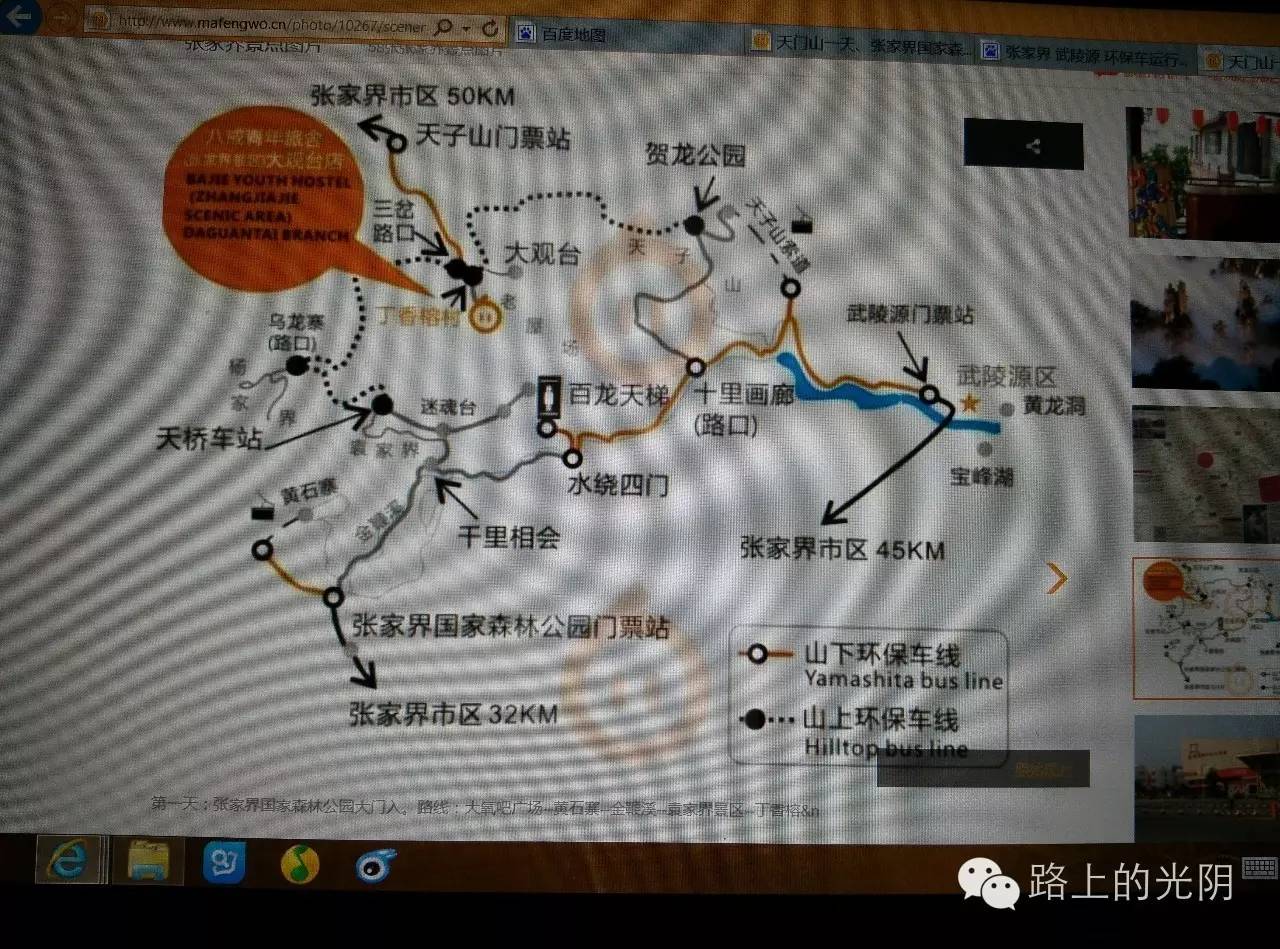 http://www.mafengwo.cn/photo/10267/scener
百度地图
天门山一天、张家界国家森...
张家界 武陵源 环保车运行...
天门山一
张家界景点图片
张家界市区 50KM
天子山门票站
贺龙公园
八戒青年旅舍
大观台店
BAJIE YOUTH HOSTEL
(ZHANGJIAJIE
SCENIC AREA)
DAGUANTAI BRANCH
三岔
路口
大观台
天子山
天子山索道
丁香榕村
老屋场
武陵源门票站
乌龙寨
(路口)
杨家界
武陵源区
黄龙洞
百龙天梯
十里画廊
(路口)
迷魂台
天桥车站
袁家界
宝峰湖
水绕四门
黄石寨
金鞭溪
千里相会
张家界市区 45KM
张家界国家森林公园门票站
张家界市区 32KM
山下环保车线
Yamashita bus line
山上环保车线
Hilltop bus line
第一天：张家界国家森林公园大门入。路线：大氧吧广场--黄石寨--金鞭溪--袁家界景区--丁香榕&n
路上的光阴